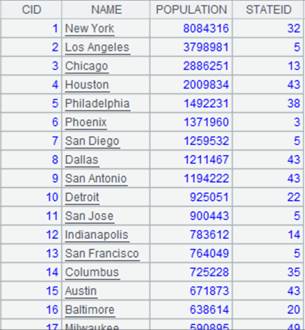 CID NAME POPULATION STATEID
1 New York 8084316 32
2 Los Angeles 3798981 5
3 Chicago 2886251 13
4 Houston 2009834 43
5 Philadelphia 1492231 38
6 Phoenix 1371960 3
7 San Diego 1259532 5
8 Dallas 1211467 43
9 San Antonio 1194222 43
10 Detroit 925051 22
11 San Jose 900443 5
12 Indianapolis 783612 14
13 San Francisco 764049 5
14 Columbus 725228 35
15 Austin 671873 43
16 Baltimore 638614 20
17 Milwaukee 590895 49